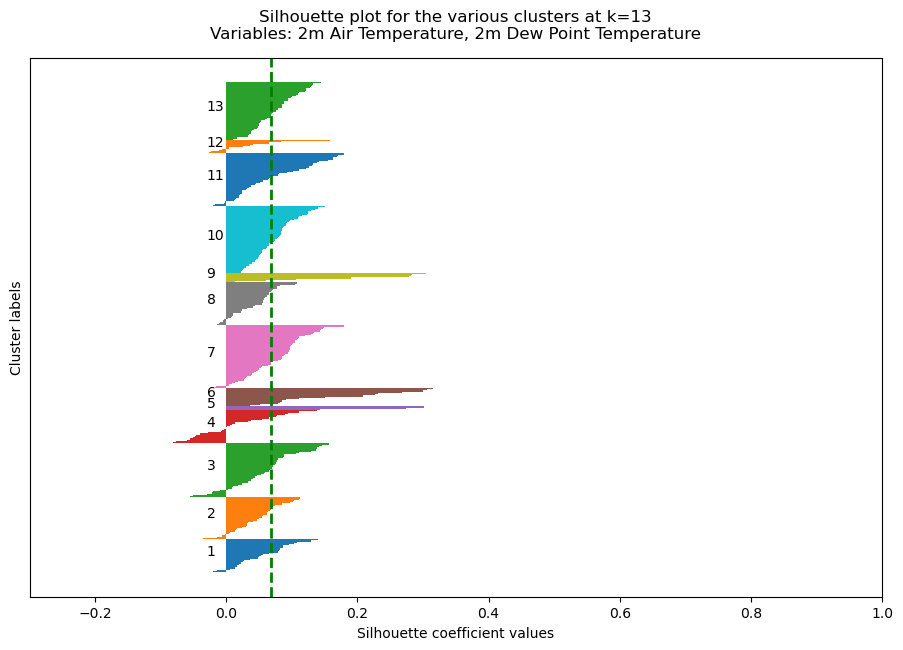 Silhouette plot for the various clusters at k=13
Variables: 2m Air Temperature, 2m Dew Point Temperature
Cluster labels
13
12
11
10
9
8
7
6
5
4
3
2
1
−0.2 0.0 0.2 0.4 0.6 0.8 1.0
Silhouette coefficient values